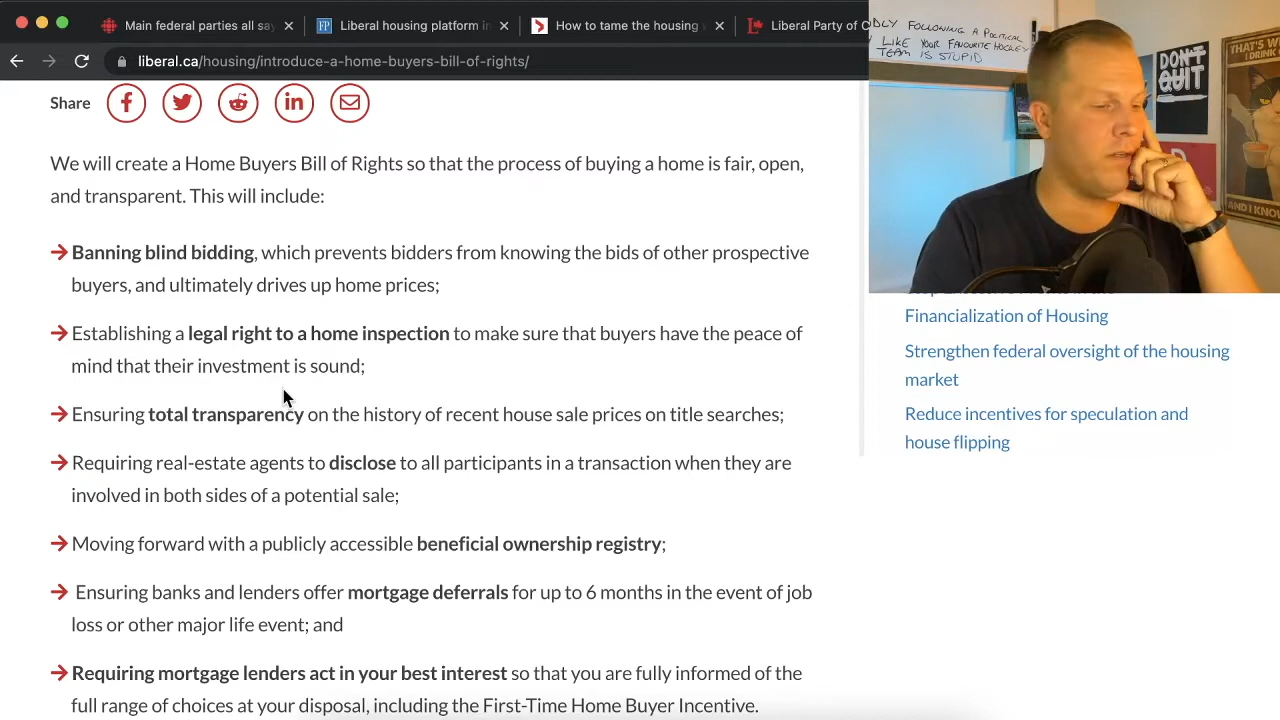 Main federal parties all say
FP Liberal housing platform in
How to tame the housing
Liberal Party of C
liberal.ca/housing/introduce-a-home-buyers-bill-of-rights/
FOLLOWING A POLITICAL
LIKE YOUR FAVOURITE HOCKEY
TEAM IS STUPID
DON'T
QUIT
THAT'S W
I DRINK
AND I KNO
Share
We will create a Home Buyers Bill of Rights so that the process of buying a home is fair, open,
and transparent. This will include:
Banning blind bidding, which prevents bidders from knowing the bids of other prospective
buyers, and ultimately drives up home prices;
Establishing a legal right to a home inspection to make sure that buyers have the peace of
mind that their investment is sound;
Ensuring total transparency on the history of recent house sale prices on title searches;
Requiring real-estate agents to disclose to all participants in a transaction when they are
involved in both sides of a potential sale;
Moving forward with a publicly accessible beneficial ownership registry;
Ensuring banks and lenders offer mortgage deferrals for up to 6 months in the event of job
loss or other major life event; and
Requiring mortgage lenders act in your best interest so that you are fully informed of the
full range of choices at your disposal, including the First-Time Home Buyer Incentive.
Financialization of Housing
Strengthen federal oversight of the housing
market
Reduce incentives for speculation and
house flipping